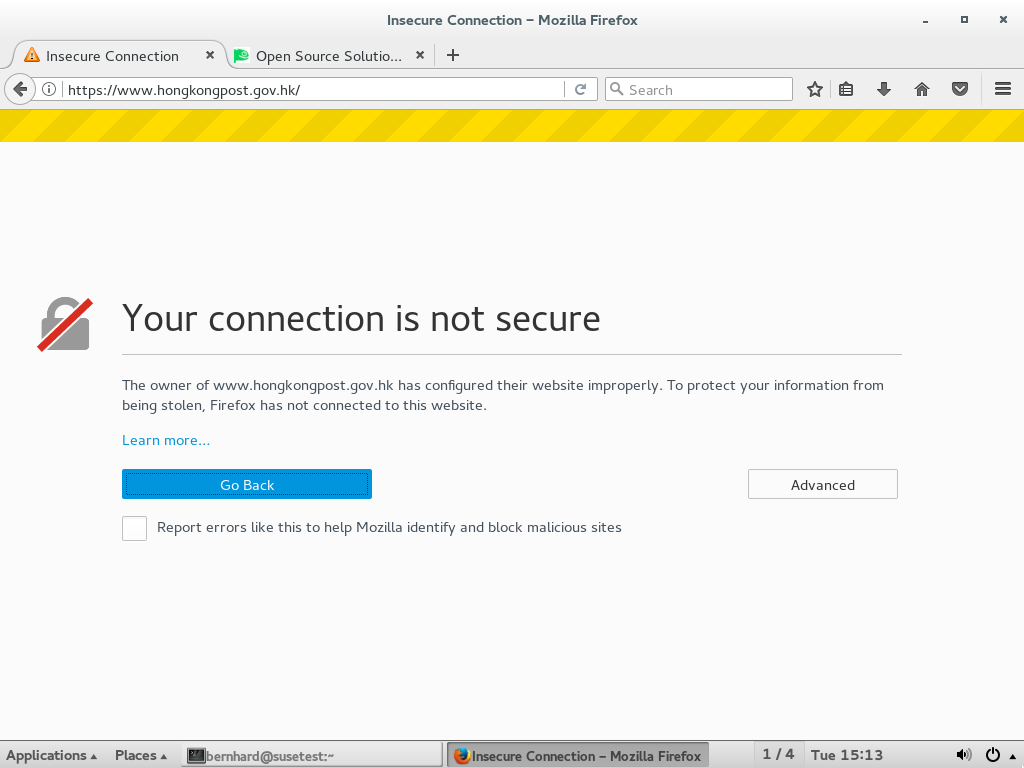 Insecure Connection – Mozilla Firefox
Insecure Connection
Open Source Solutio...
https://www.hongkongpost.gov.hk/
Search
Your connection is not secure
The owner of www.hongkongpost.gov.hk has configured their website improperly. To protect your information from
being stolen, Firefox has not connected to this website.
Learn more...
Go Back
Advanced
Report errors like this to help Mozilla identify and block malicious sites
Applications
Places
bernhard@susetest:~
Insecure Connection – Mozilla Firefox
1 / 4
Tue 15:13